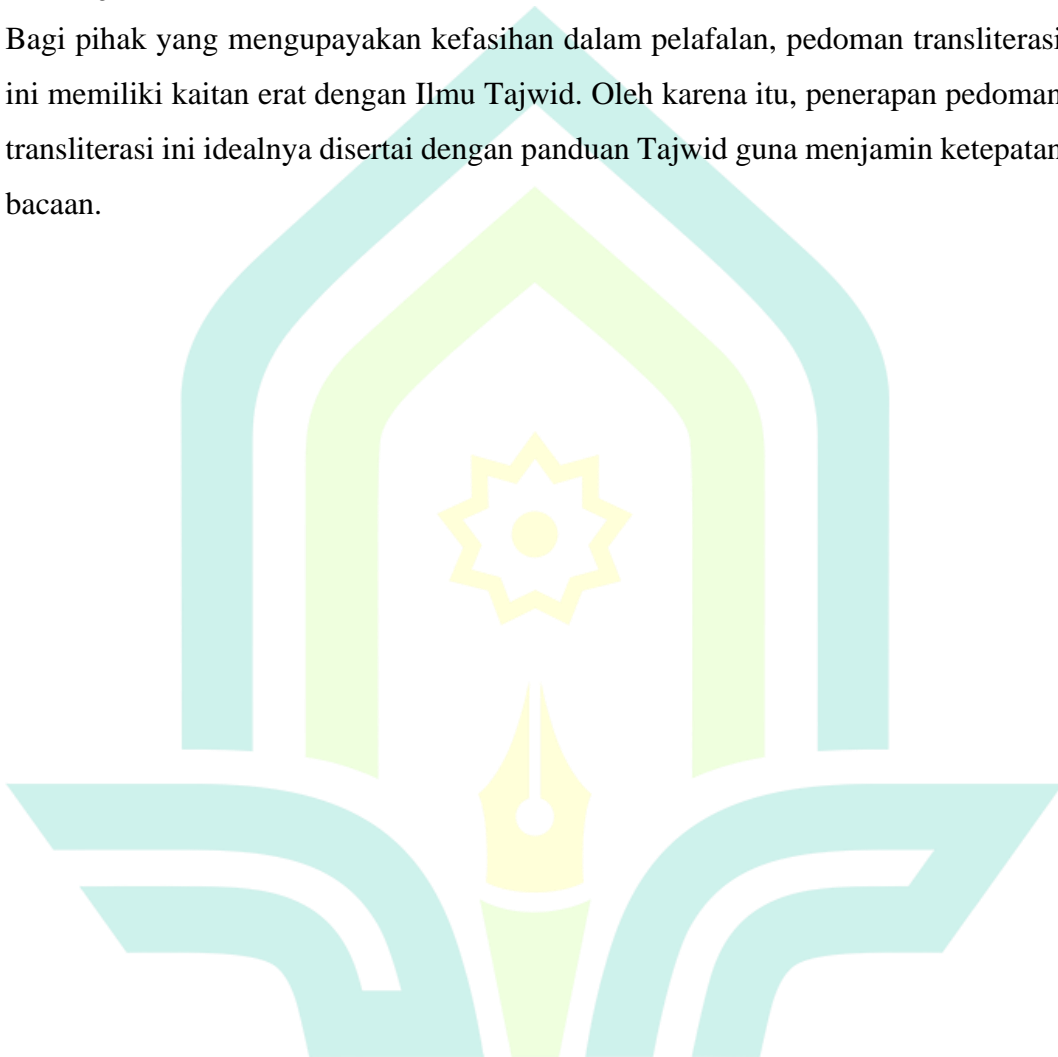 Bagi pihak yang mengupayakan kefasihan dalam pelafalan, pedoman transliterasi
ini memiliki kaitan erat dengan Ilmu Tajwid. Oleh karena itu, penerapan pedoman
transliterasi ini idealnya disertai dengan panduan Tajwid guna menjamin ketepatan
bacaan.